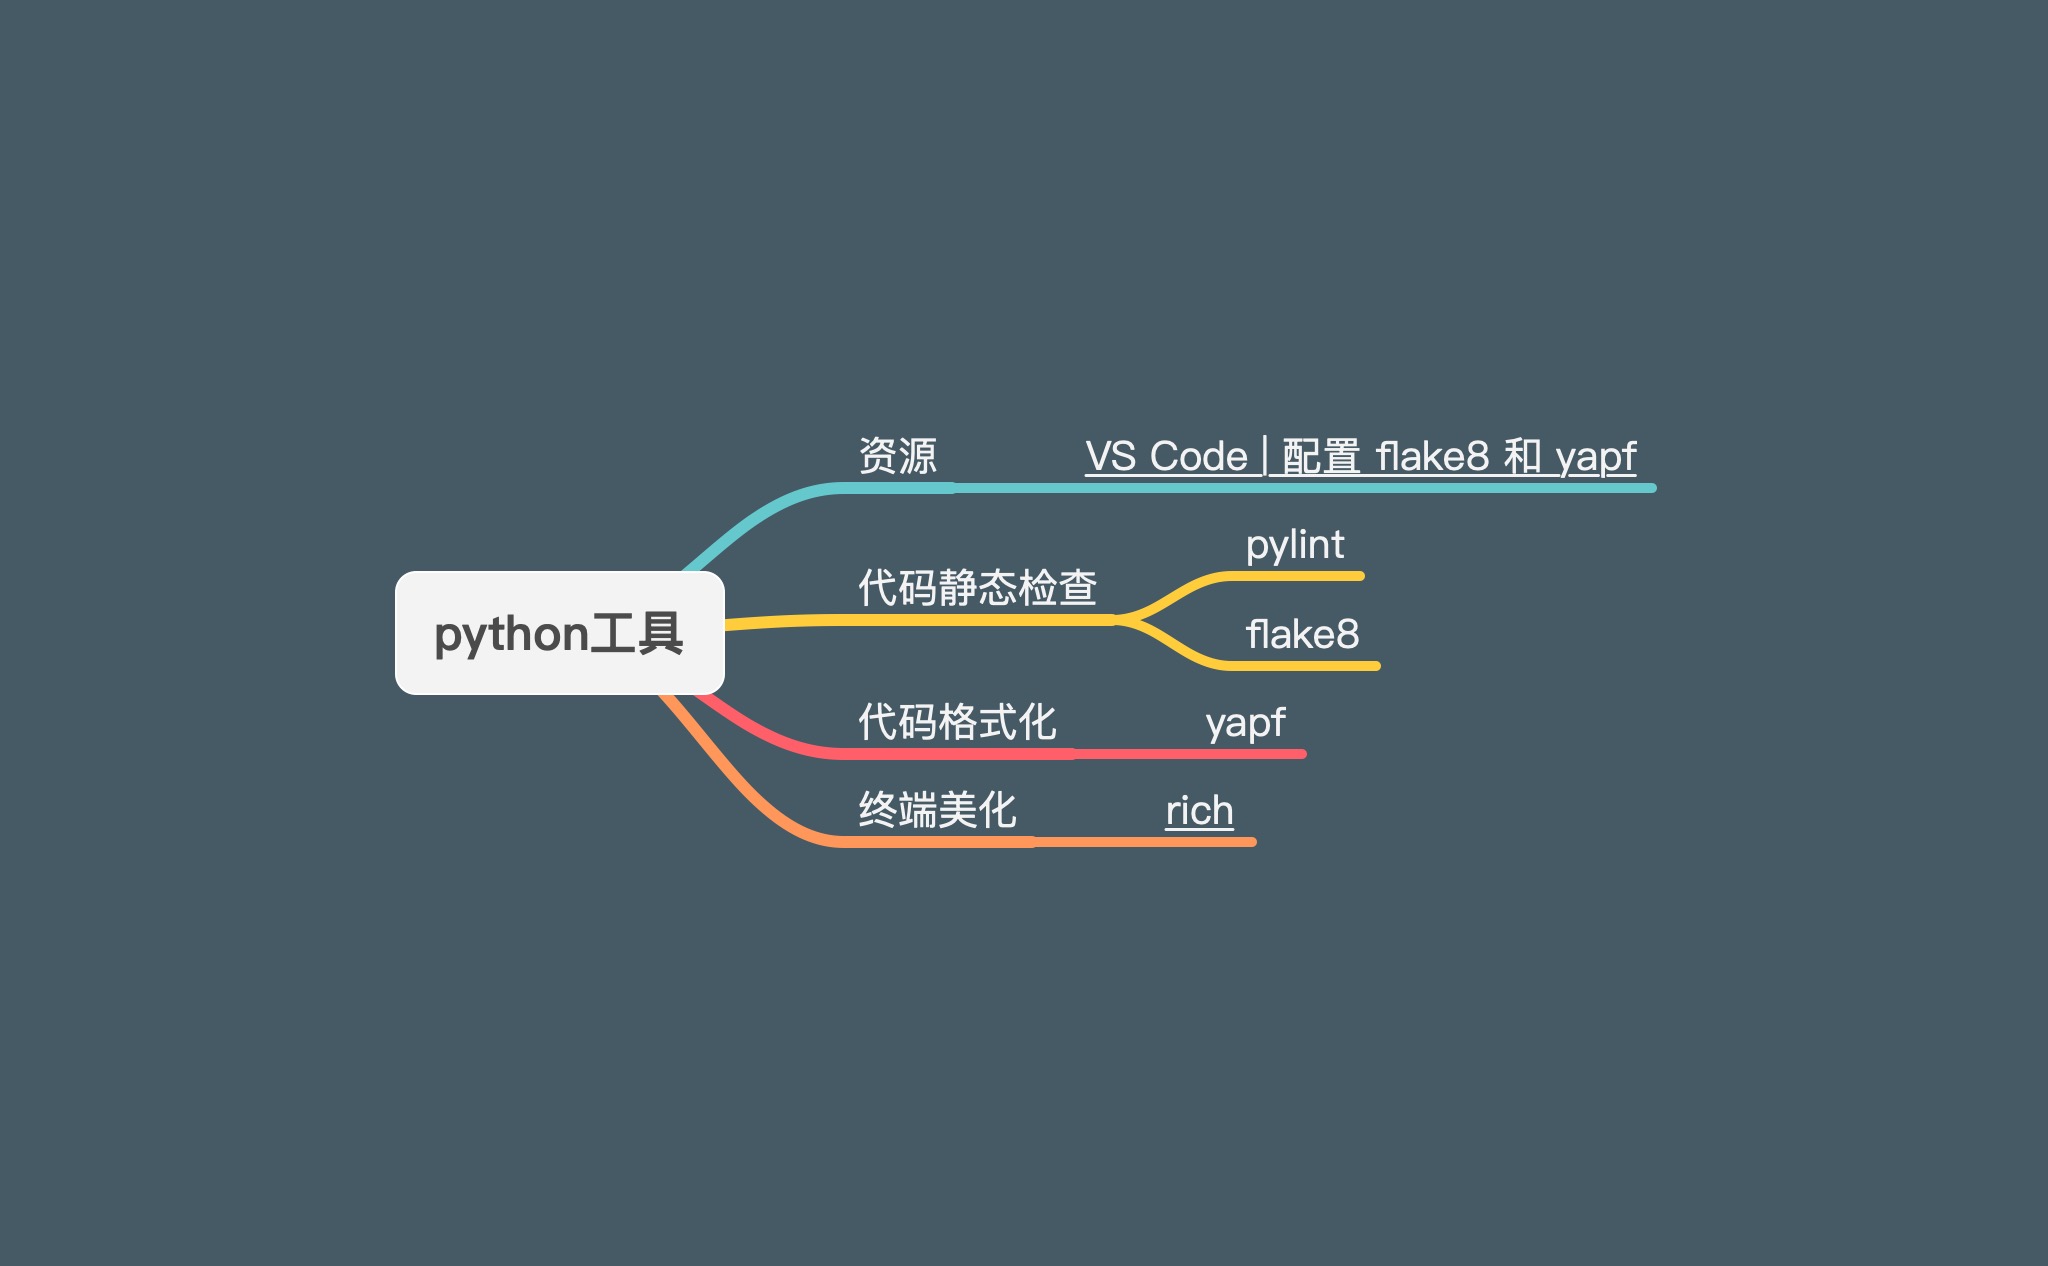 python工具
资源
VS Code | 配置 flake8 和 yapf
代码静态检查
pylint
flake8
代码格式化
yapf
终端美化
rich